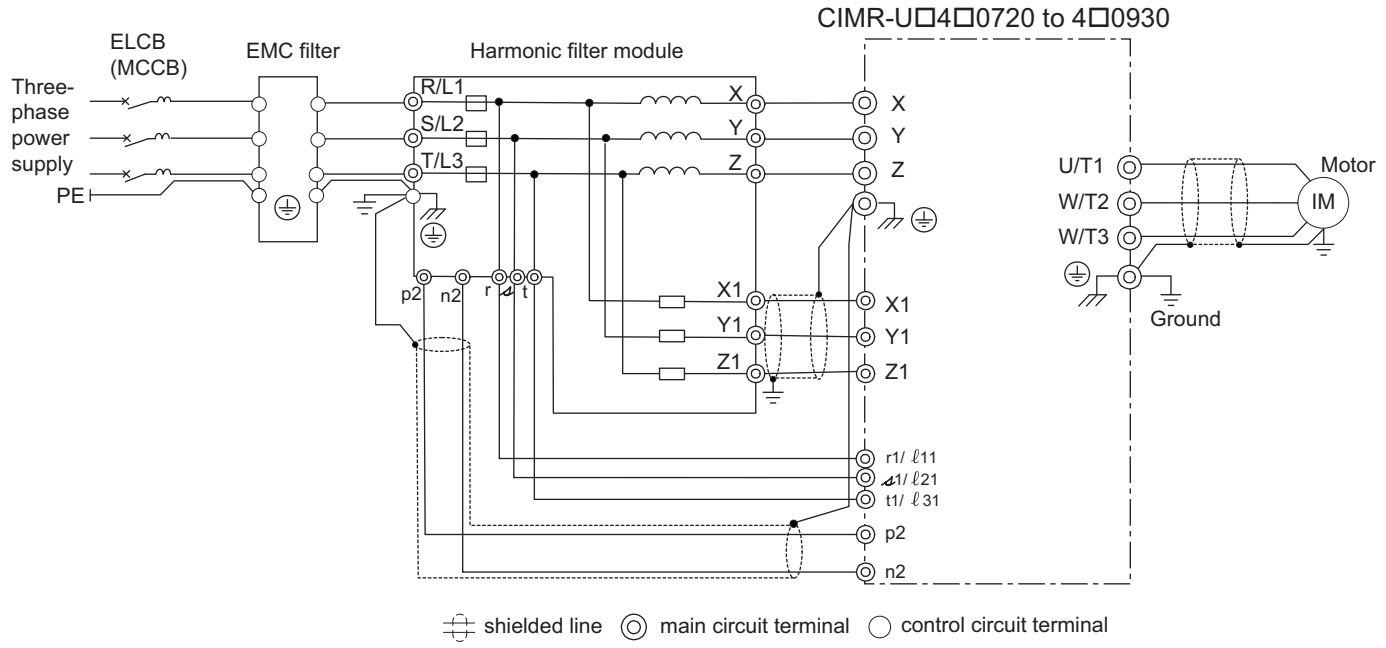 CIMR-U□4□0720 to 4□0930
ELCB
(MCCB)
EMC filter
Harmonic filter module
Three-
phase
power
supply
PE
R/L1
S/L2
T/L3
X
Y
Z
X
Y
Z
U/T1
W/T2
W/T3
Motor
IM
Ground
p2
n2
r
s
t
X1
Y1
Z1
X1
Y1
Z1
r1/ ℓ11
s1/ ℓ21
t1/ ℓ31
p2
n2
shielded line
main circuit terminal
control circuit terminal